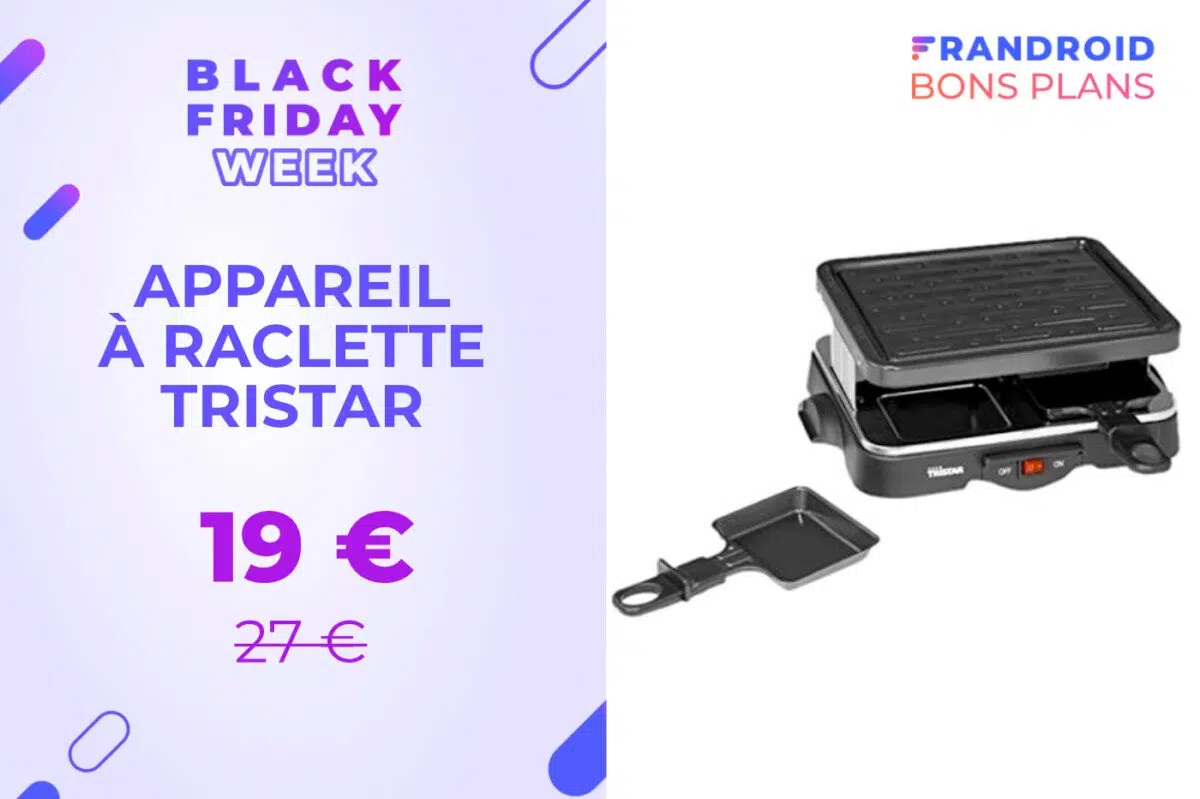 BLACK
FRIDAY
WEEK
APPAREIL
À RACLETTE
TRISTAR
19 €
27 €
FRANDROID
BONS PLANS
TRISTAR
OFF
ON